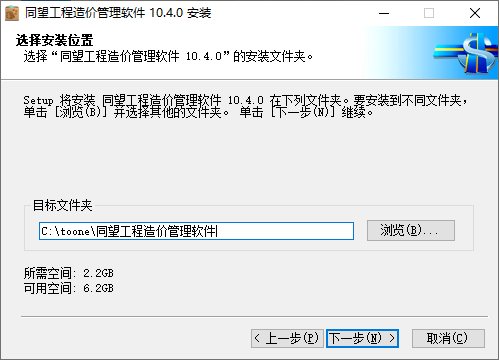 同望工程造价管理软件 10.4.0 安装
选择安装位置
选择“同望工程造价管理软件 10.4.0”的安装文件夹。
Setup 将安装 同望工程造价管理软件 10.4.0 在下列文件夹。要安装到不同文件夹，
单击 [浏览(B)] 并选择其他的文件夹。 单击 [下一步(N)] 继续。
目标文件夹
C:\toone\同望工程造价管理软件
浏览(B)...
所需空间: 2.2GB
可用空间: 6.2GB
< 上一步(P) 下一步(N) > 取消(C)